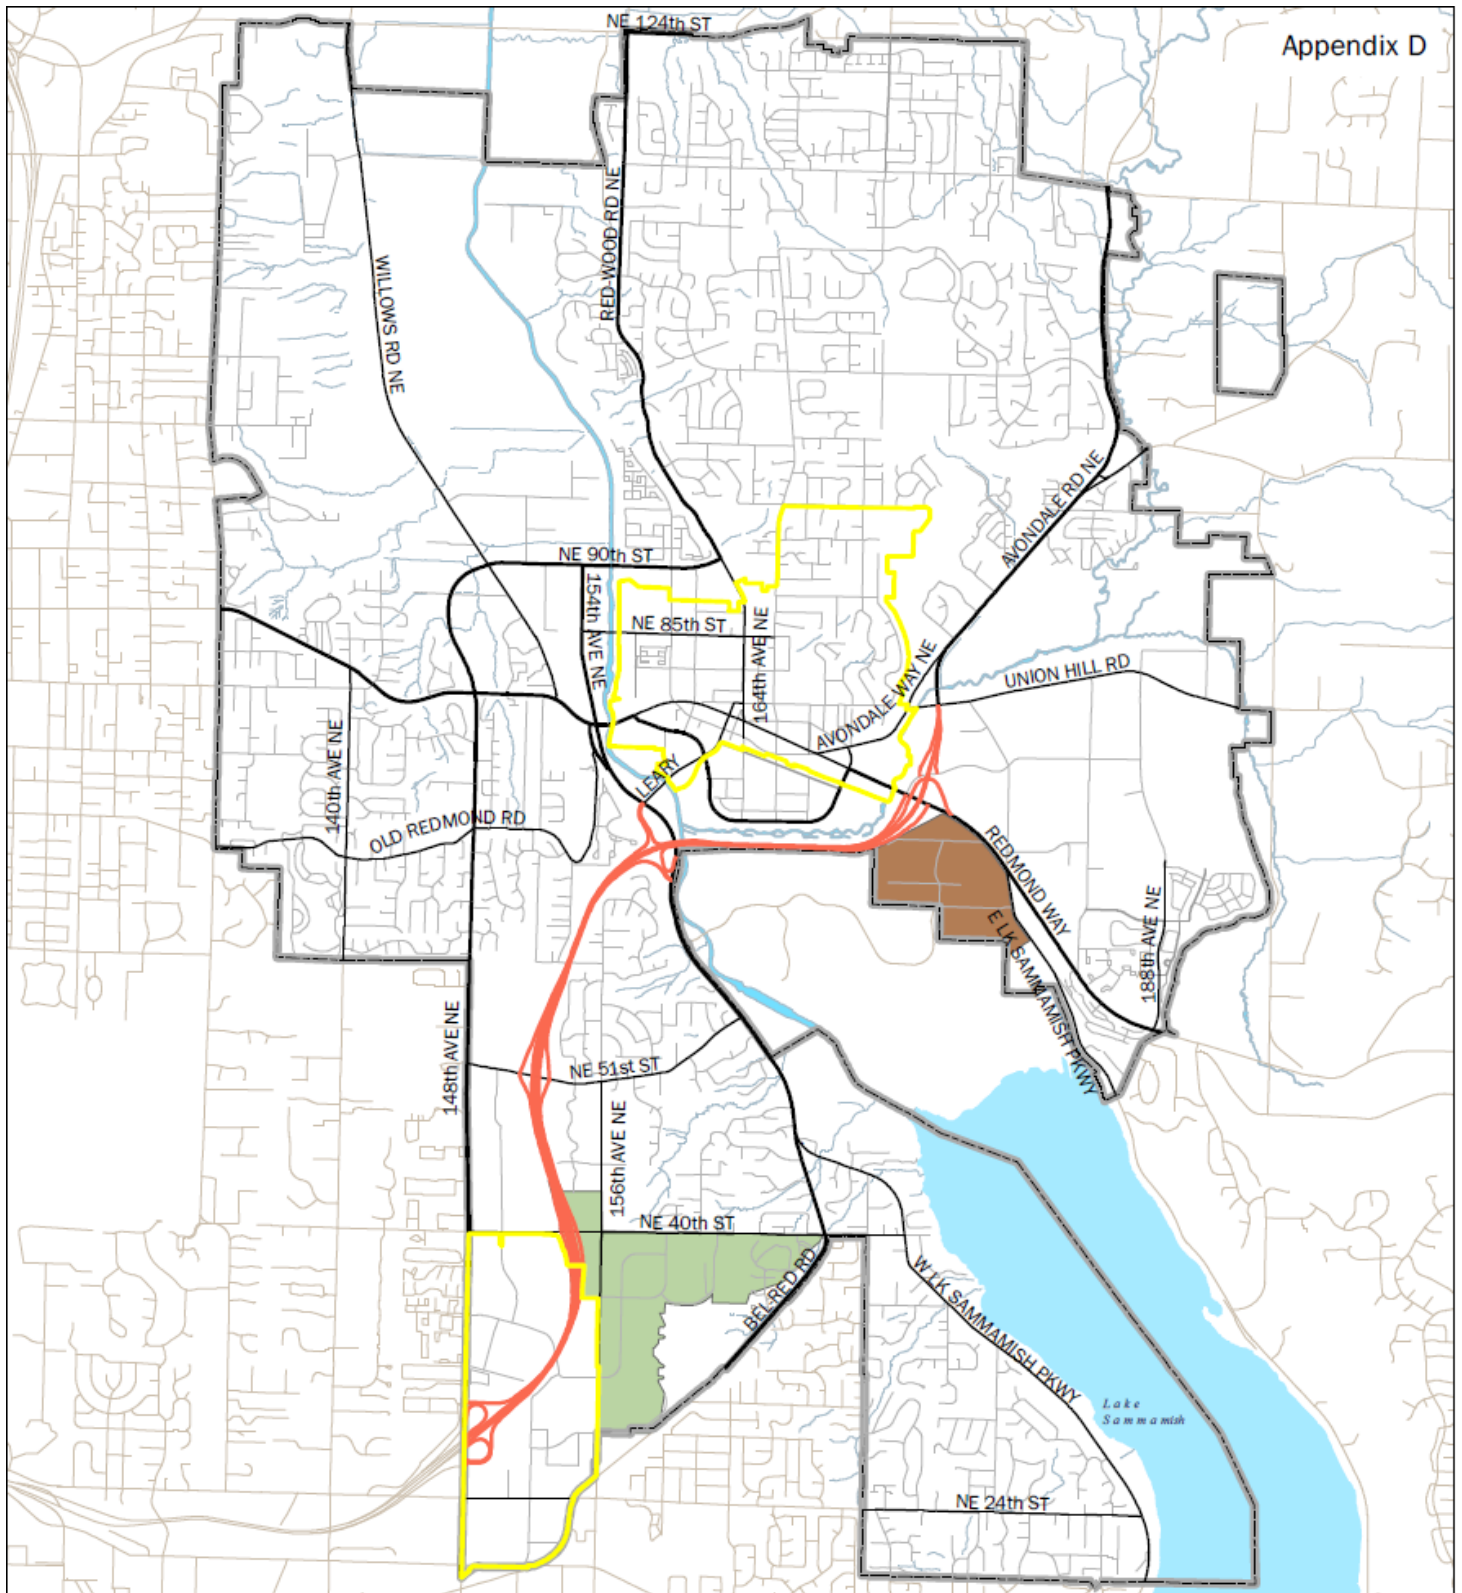 NE 124th ST
Appendix D
RED-WOOD RD NE
WILLOWS RD NE
AVONDALE RD NE
NE 90th ST
154th AVE NE
NE 85th ST
164th AVE NE
AVONDALE WAY NE
UNION HILL RD
140th AVE NE
LEARY
OLD REDMOND RD
REDMOND WAY
188th AVE NE
E LK SAMMAMISH PKWY
148th AVE NE
NE 51st ST
156th AVE NE
NE 40th ST
BEL RED RD
W LK SAMMAMISH PKWY
Lake
Sammamish
NE 24th ST